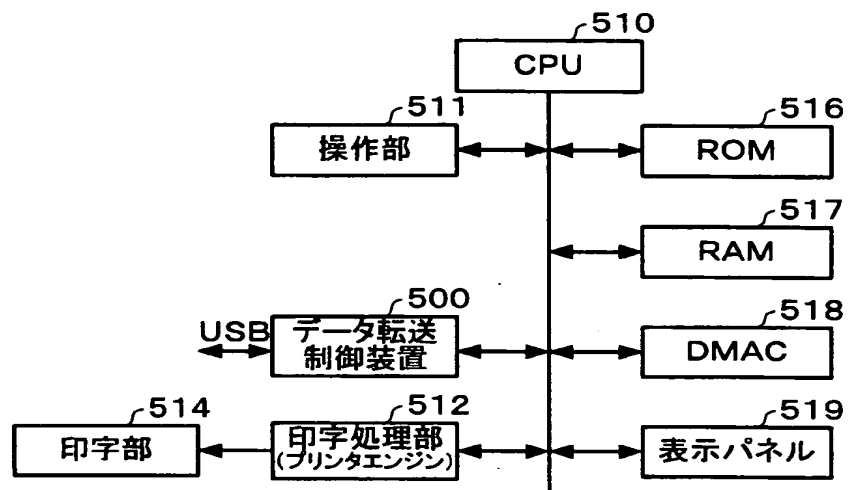 510
CPU
511
操作部
516
ROM
517
RAM
500
USB
データ転送
制御装置
518
DMAC
514
印字部
512
印字処理部
(プリンタエンジン)
519
表示パネル